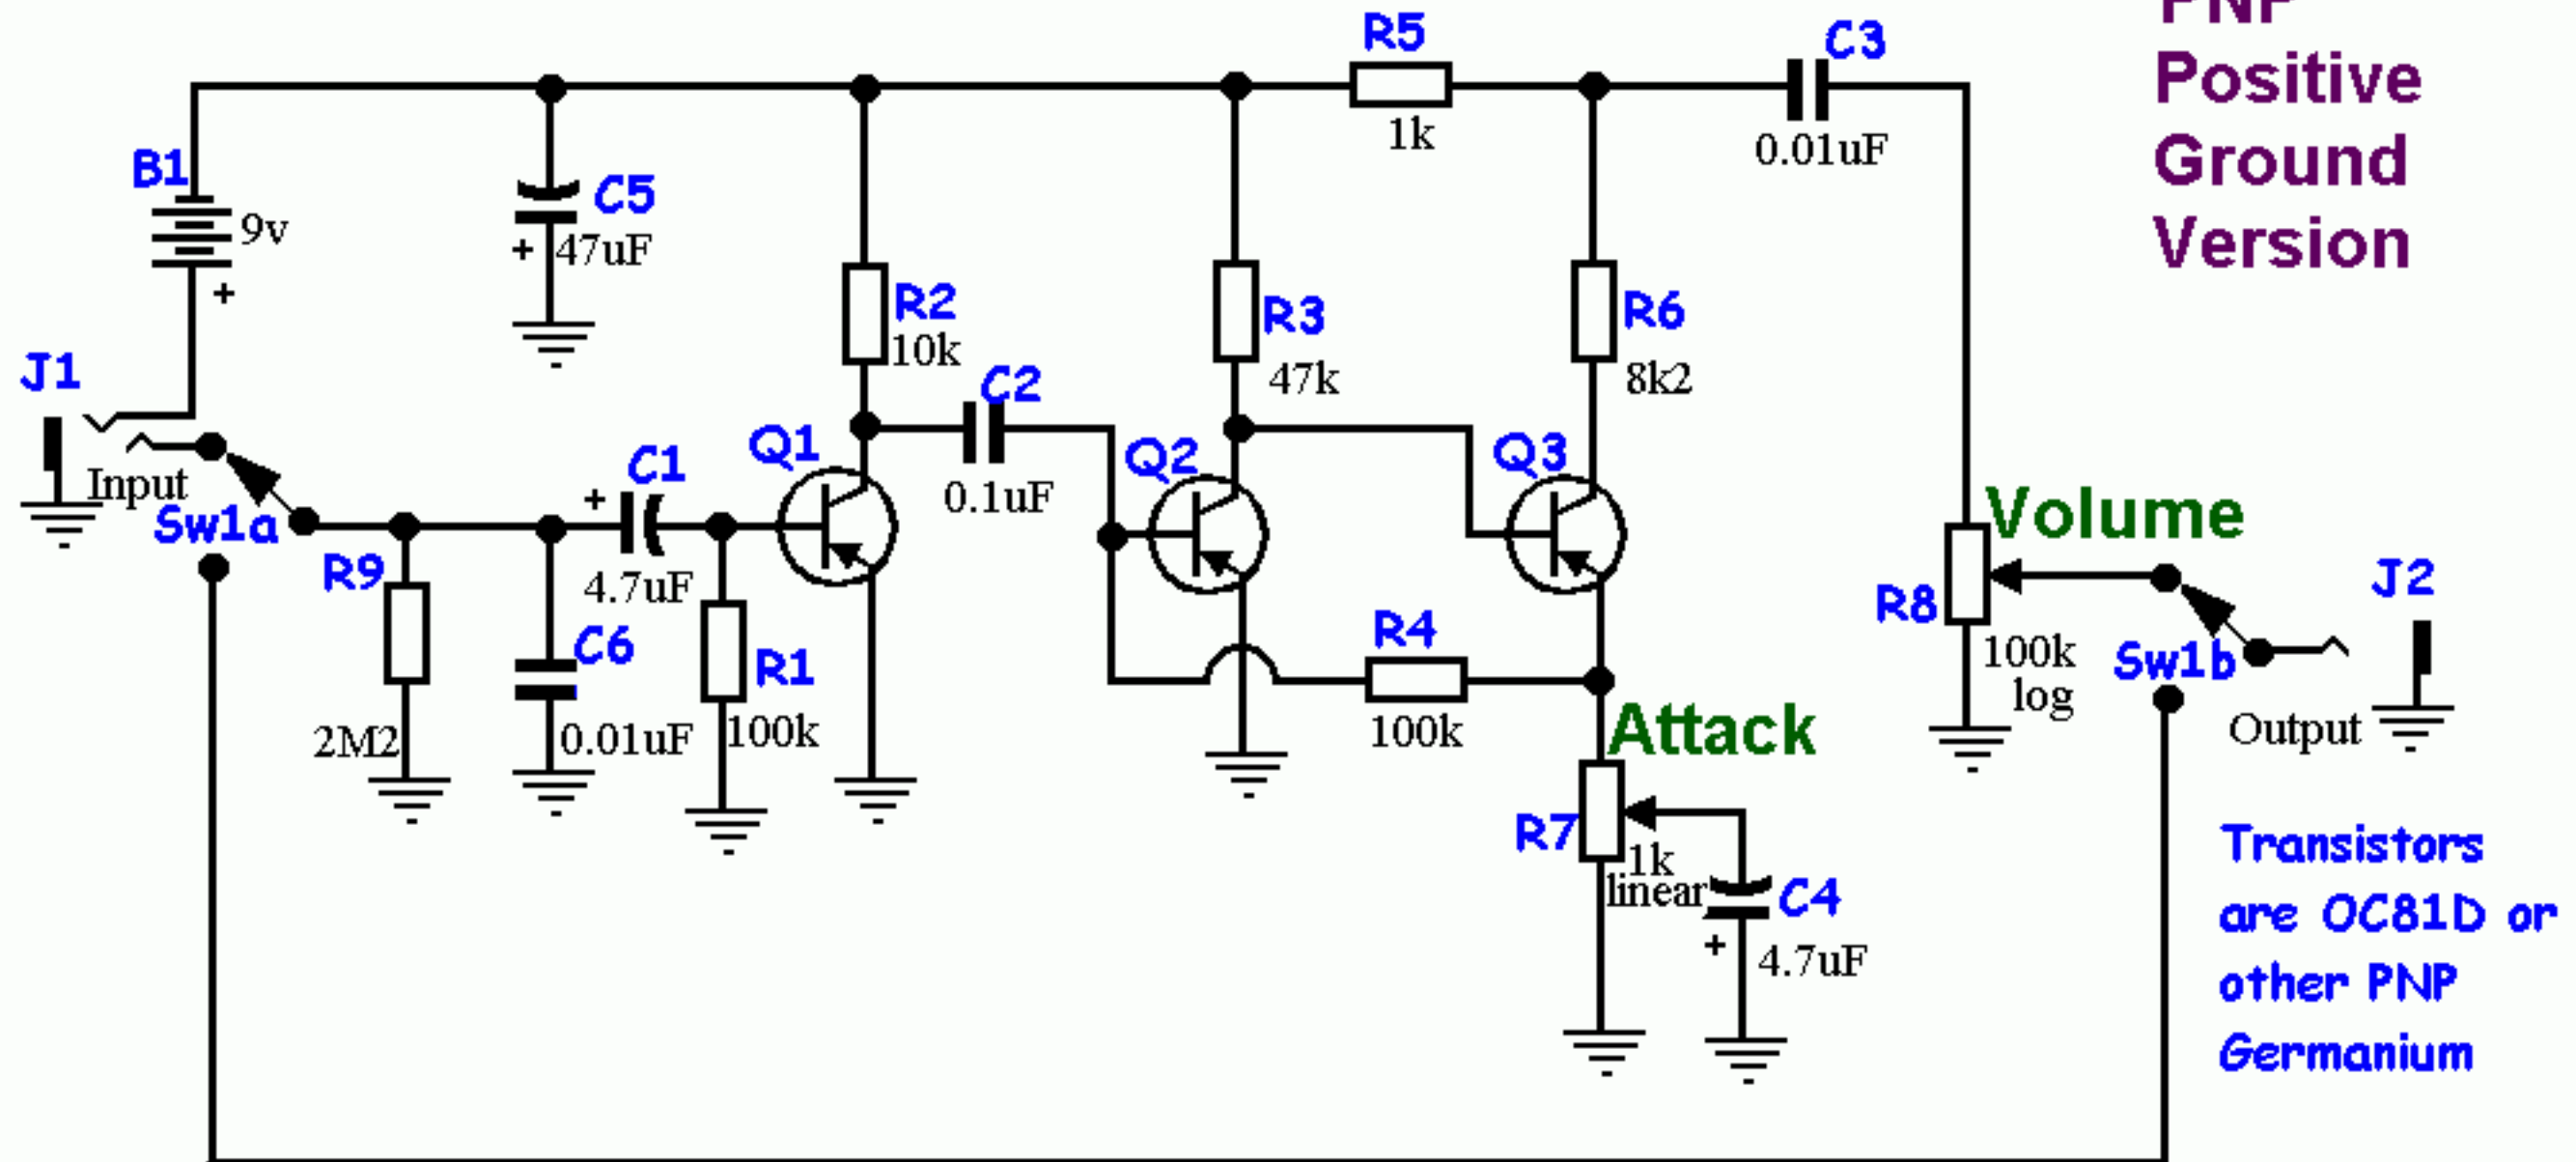 PNP
Positive
Ground
Version
R5
1k
C3
0.01uF
B1
9v
+
C5
+ 47uF
R2
10k
R3
47k
R6
8k2
J1
Input
Sw1a
C1
+
4.7uF
Q1
C2
0.1uF
Q2
Q3
R9
2M2
C6
0.01uF
R1
100k
R4
100k
Attack
R7
1k
linear
C4
+ 4.7uF
Volume
R8
100k
log
Sw1b
J2
Output
Transistors
are OC81D or
other PNP
Germanium